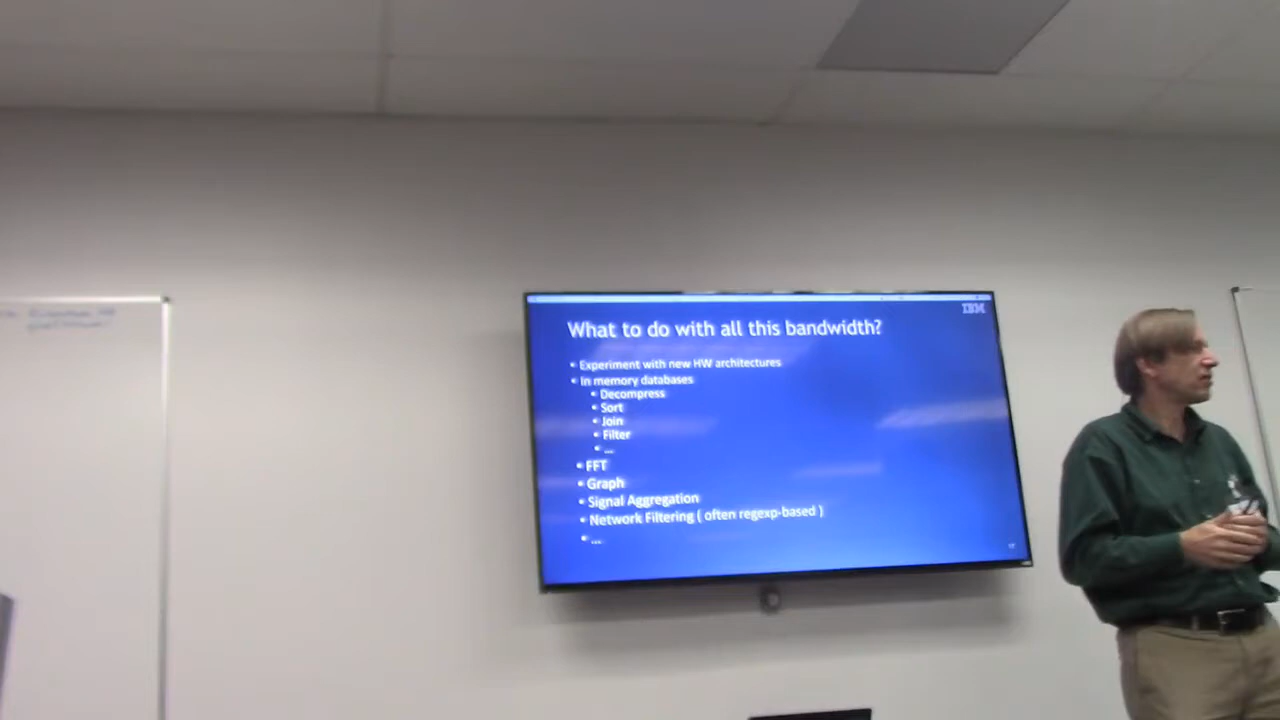 IBM
What to do with all this bandwidth?
• Experiment with new HW architectures
• In memory databases
• Decompress
• Sort
• Join
• Filter
• ...
• FFT
• Graph
• Signal Aggregation
• Network Filtering ( often regexp-based )
• ...